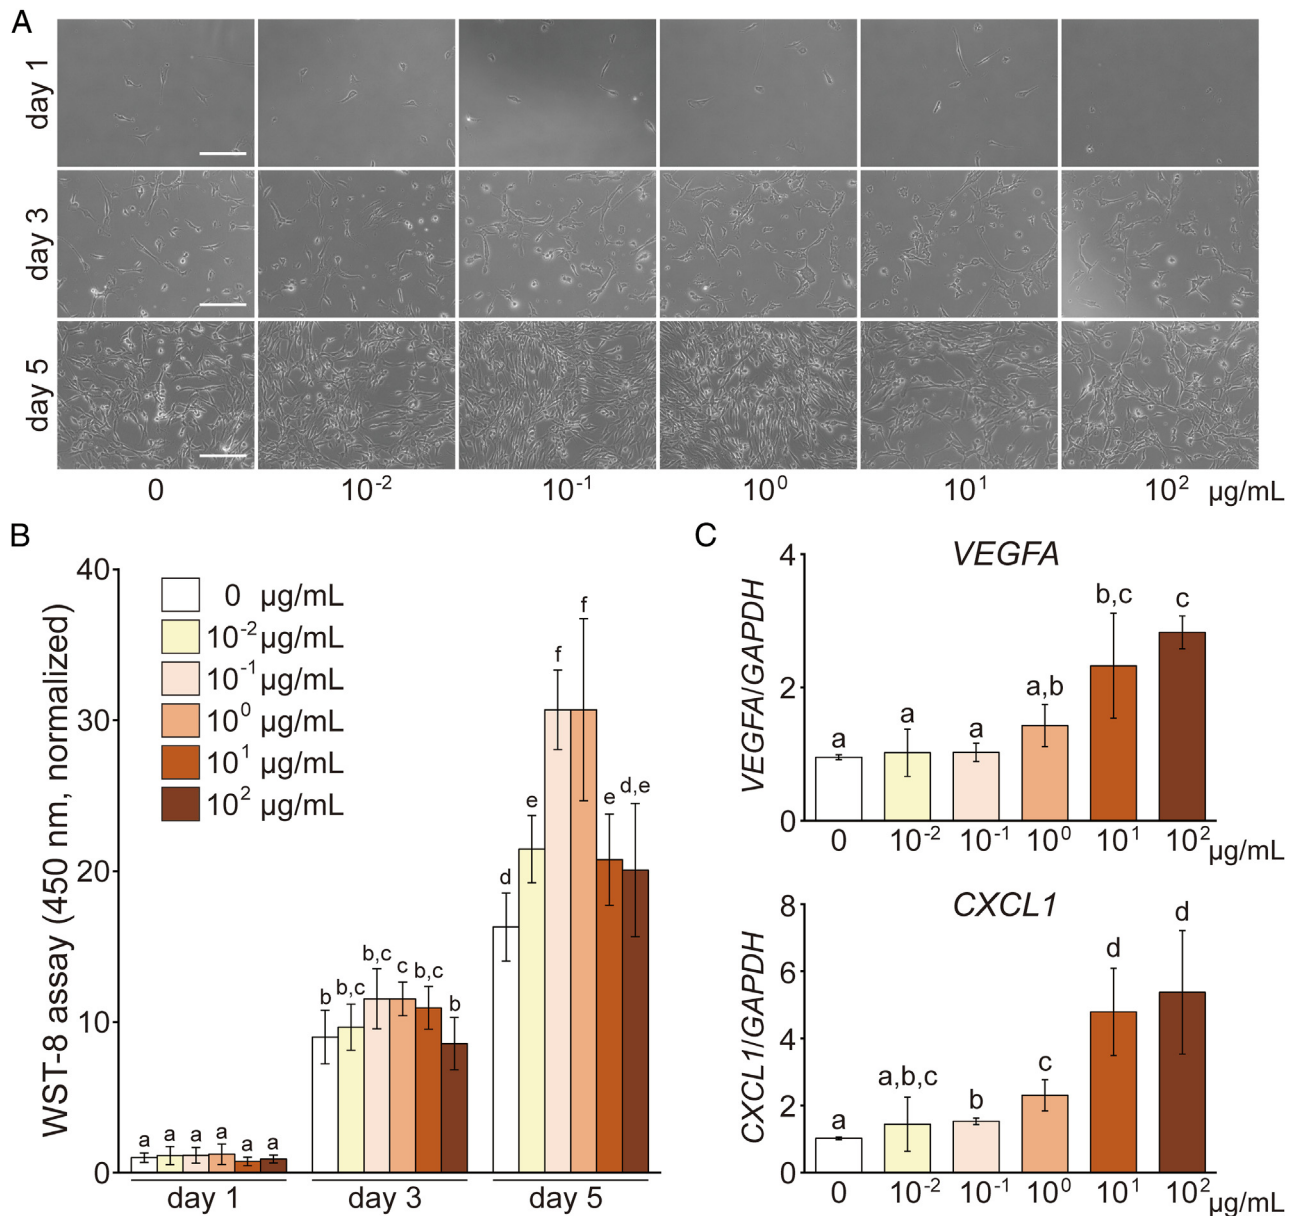 A
day 1
day 3
day 5
0 10⁻² 10⁻¹ 10⁰ 10¹ 10² µg/mL
B
WST-8 assay (450 nm, normalized)
40
30
20
10
0
0 µg/mL
10⁻² µg/mL
10⁻¹ µg/mL
10⁰ µg/mL
10¹ µg/mL
10² µg/mL
a a a a a a
b b,c b,c c b,c b
d e f f e d,e
day 1 day 3 day 5
C
VEGFA
VEGFA/GAPDH
4
2
0
a a a a,b b,c c
0 10⁻² 10⁻¹ 10⁰ 10¹ 10² µg/mL
CXCL1
CXCL1/GAPDH
8
6
4
2
0
a a,b,c b c d d
0 10⁻² 10⁻¹ 10⁰ 10¹ 10² µg/mL